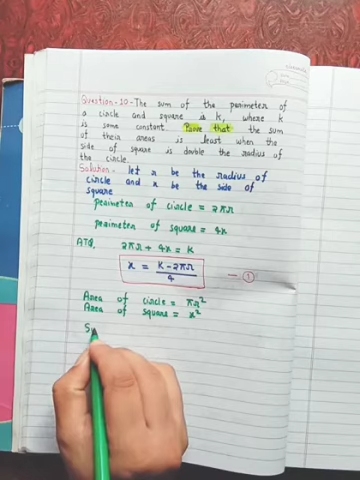 Question-10 - The sum of the perimeter of
a circle and square is k, where k
is some constant. Prove that the sum
of their areas is least when the
side of square is double the radius of
the circle.
Solution - let r be the radius of
circle and x be the side of
square
perimeter of circle = 2πr
perimeter of square = 4x
ATQ, 2πr + 4x = k
x = k - 2πr / 4 — ①
Area of circle = πr²
Area of square = x²
S